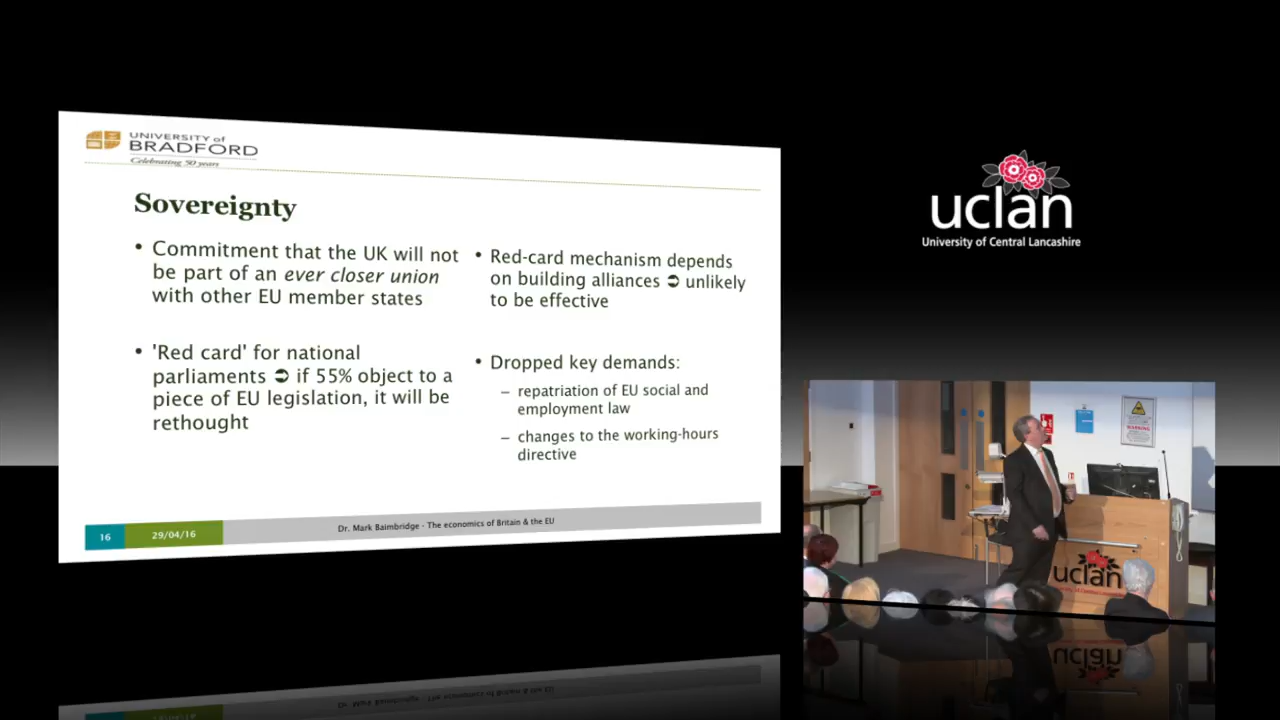 UNIVERSITY of
BRADFORD
Celebrating 50 years
Sovereignty
• Commitment that the UK will not
be part of an ever closer union
with other EU member states
• 'Red card' for national
parliaments ➲ if 55% object to a
piece of EU legislation, it will be
rethought
• Red-card mechanism depends
on building alliances ➲ unlikely
to be effective
• Dropped key demands:
– repatriation of EU social and
employment law
– changes to the working-hours
directive
16
29/04/16
Dr. Mark Baimbridge - The economics of Britain & the EU
uclan
University of Central Lancashire
WARNING
uclan